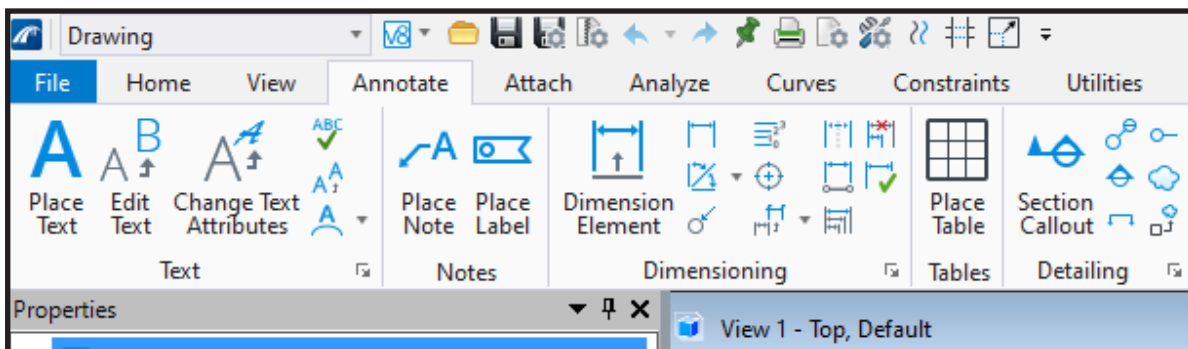 Drawing V8
File Home View Annotate Attach Analyze Curves Constraints Utilities
A B A ABC
A A A
Place Edit Change Text Place Place Dimension Place Section
Text Text Attributes Note Label Element Table Callout
Text Notes Dimensioning Tables Detailing
Properties
View 1 - Top, Default